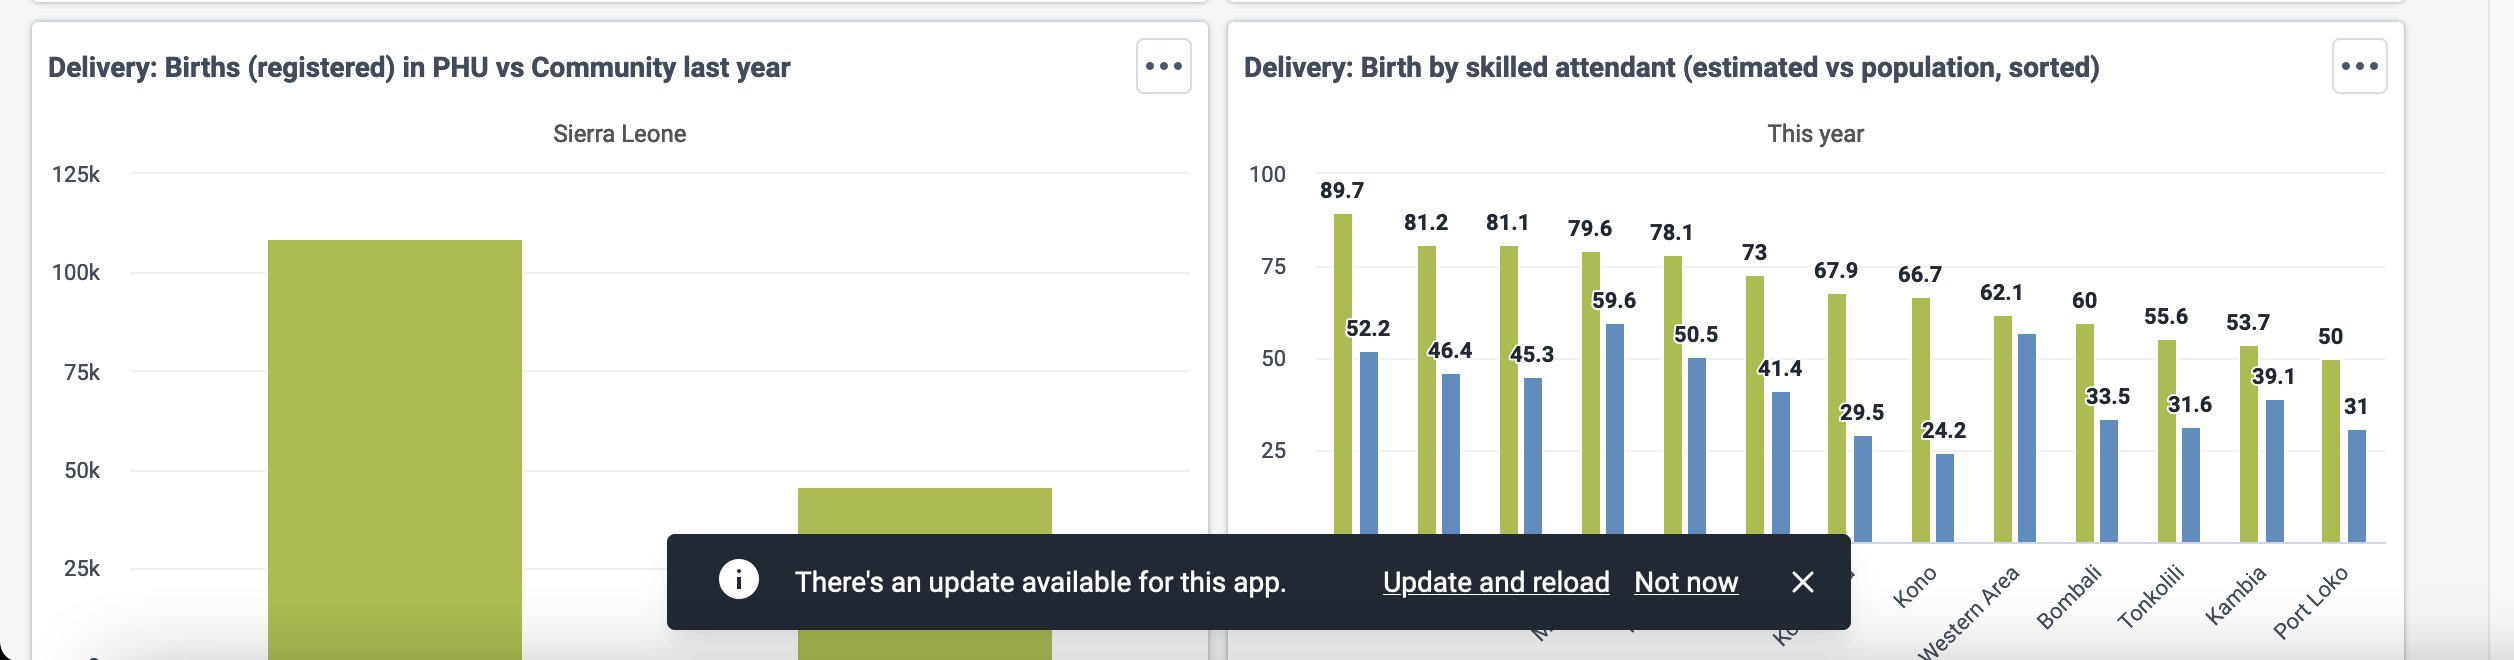 Delivery: Births (registered) in PHU vs Community last year
Sierra Leone
125k
100k
75k
50k
25k
Delivery: Birth by skilled attendant (estimated vs population, sorted)
This year
100
75
50
25
89.7
52.2
81.2
46.4
81.1
45.3
79.6
59.6
78.1
50.5
73
41.4
67.9
29.5
66.7
24.2
62.1
60
33.5
55.6
31.6
53.7
39.1
50
31
Kono
Western Area
Bombali
Tonkolili
Kambia
Port Loko
There's an update available for this app.
Update and reload
Not now